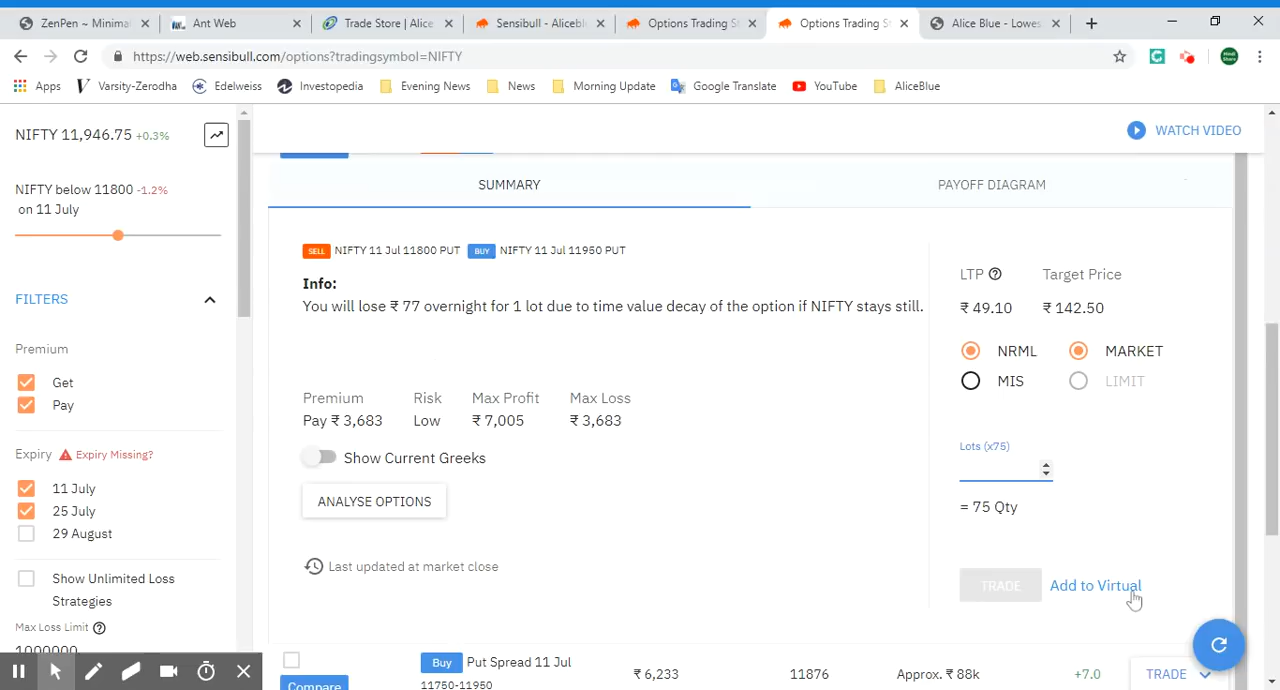 ZenPen ~ Minima
Ant Web
Trade Store | Alice
Sensibull - Aliceblu
Options Trading St
Options Trading St
Alice Blue - Lowes
https://web.sensibull.com/options?tradingsymbol=NIFTY
Apps
Varsity-Zerodha
Edelweiss
Investopedia
Evening News
News
Morning Update
Google Translate
YouTube
AliceBlue
NIFTY 11,946.75 +0.3%
WATCH VIDEO
NIFTY below 11800 -1.2%
on 11 July
FILTERS
Premium
Get
Pay
Expiry Expiry Missing?
11 July
25 July
29 August
Show Unlimited Loss
Strategies
Max Loss Limit ?
1000000
SUMMARY
PAYOFF DIAGRAM
SELL NIFTY 11 Jul 11800 PUT BUY NIFTY 11 Jul 11950 PUT
Info:
You will lose ₹ 77 overnight for 1 lot due to time value decay of the option if NIFTY stays still.
Premium Risk Max Profit Max Loss
Pay ₹ 3,683 Low ₹ 7,005 ₹ 3,683
Show Current Greeks
ANALYSE OPTIONS
Last updated at market close
LTP ? Target Price
₹ 49.10 ₹ 142.50
NRML MARKET
MIS LIMIT
Lots (x75)
= 75 Qty
TRADE Add to Virtual
Compare
Buy Put Spread 11 Jul
11750-11950
₹ 6,233
11876
Approx. ₹ 88k
+7.0
TRADE